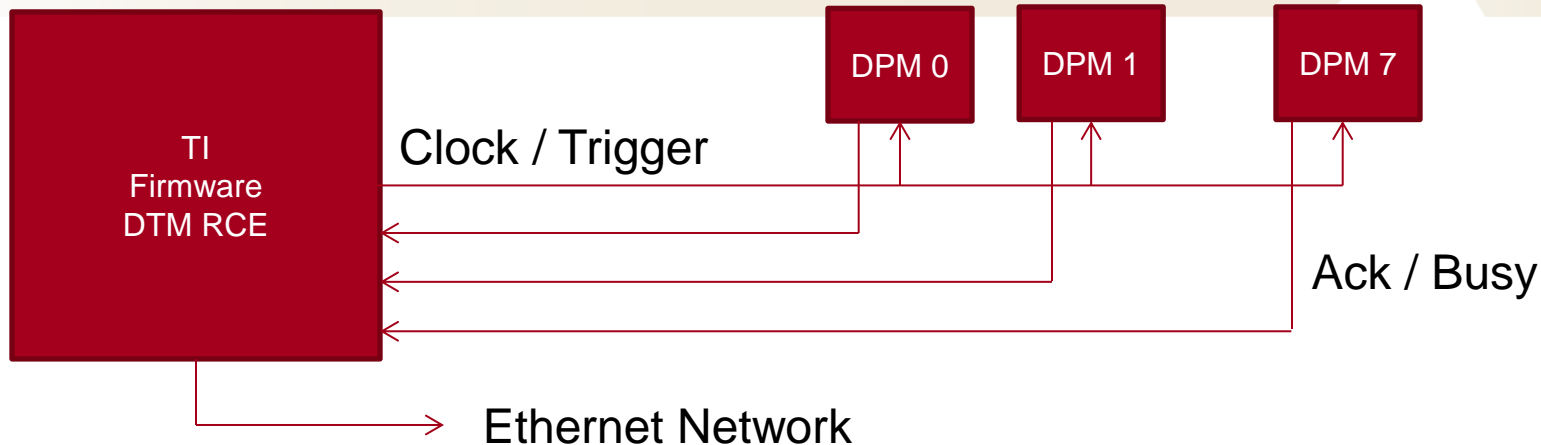 DPM 0
DPM 1
DPM 7
TI
Firmware
DTM RCE
Clock / Trigger
Ack / Busy
Ethernet Network